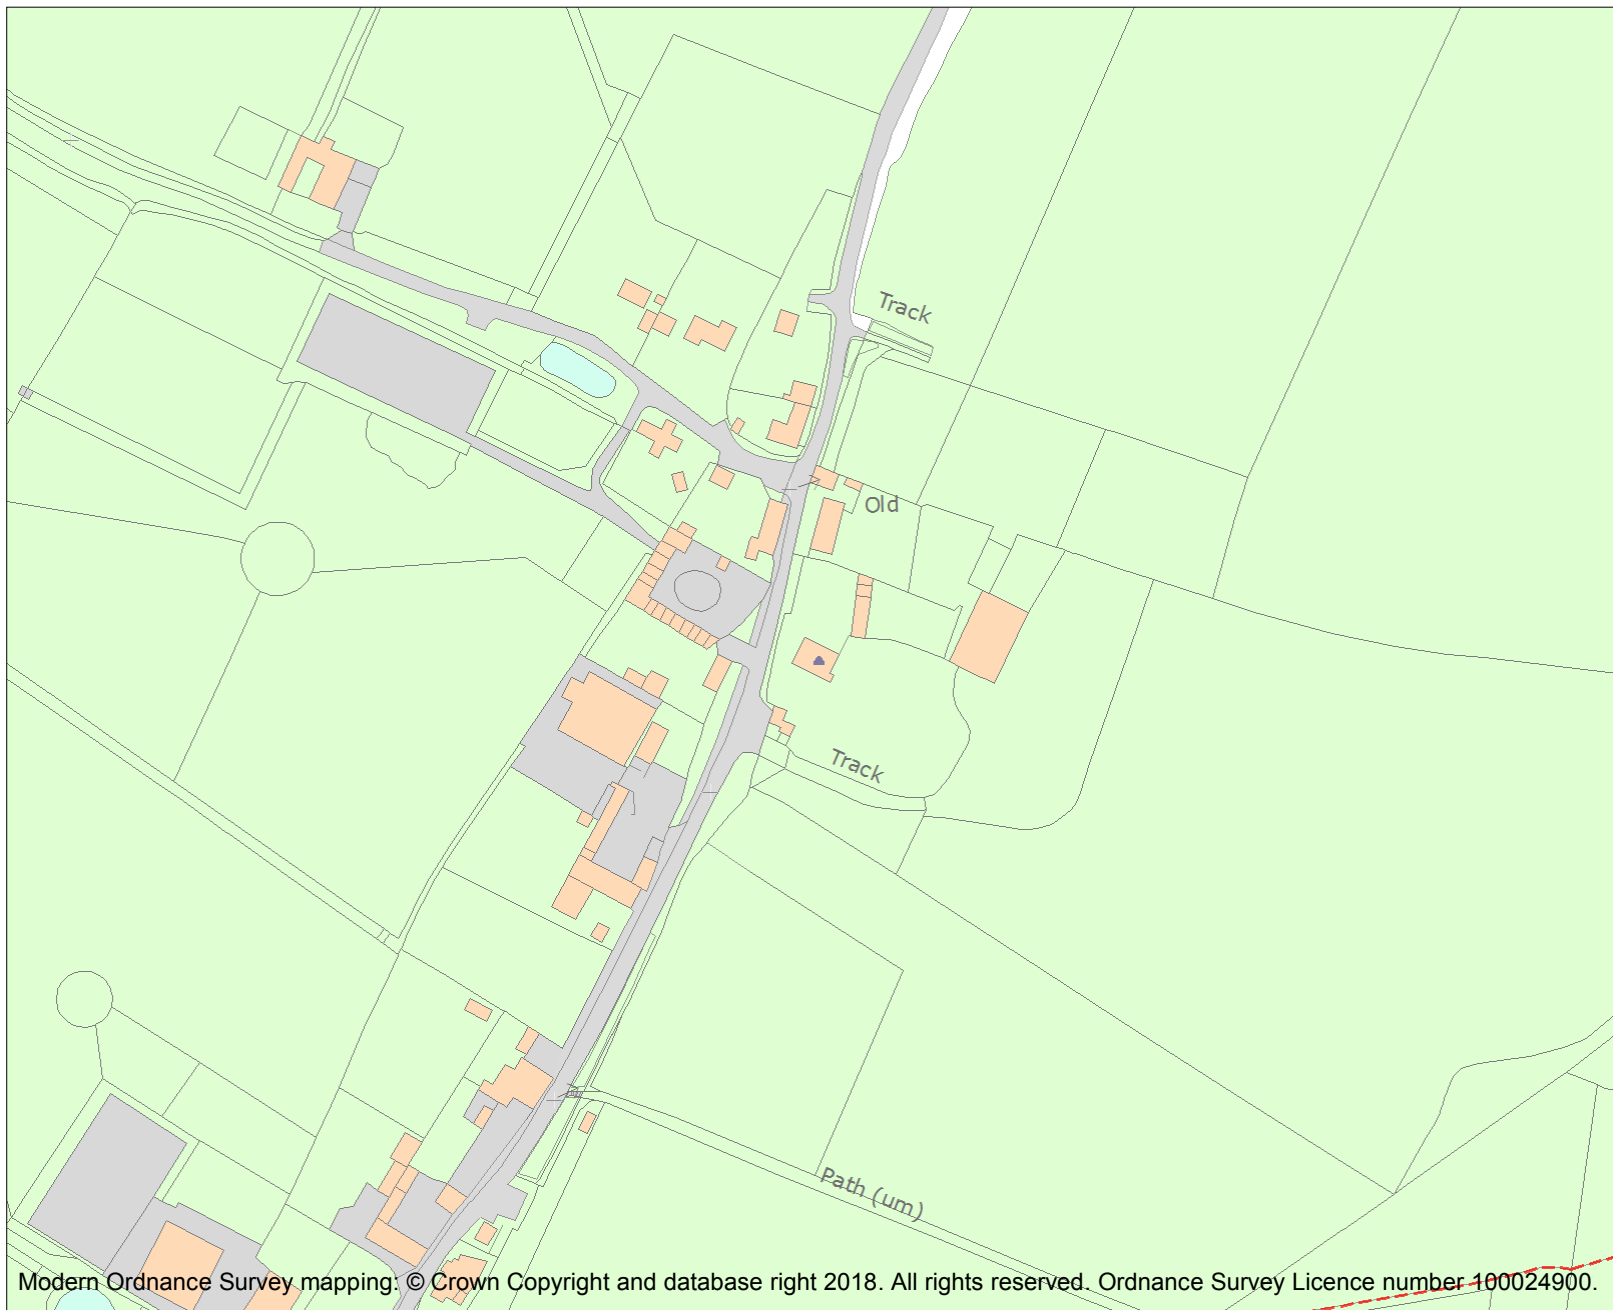 Track
Old
Track
Path (um)
Modern Ordnance Survey mapping: © Crown Copyright and database right 2018. All rights reserved. Ordnance Survey Licence number 100024900.